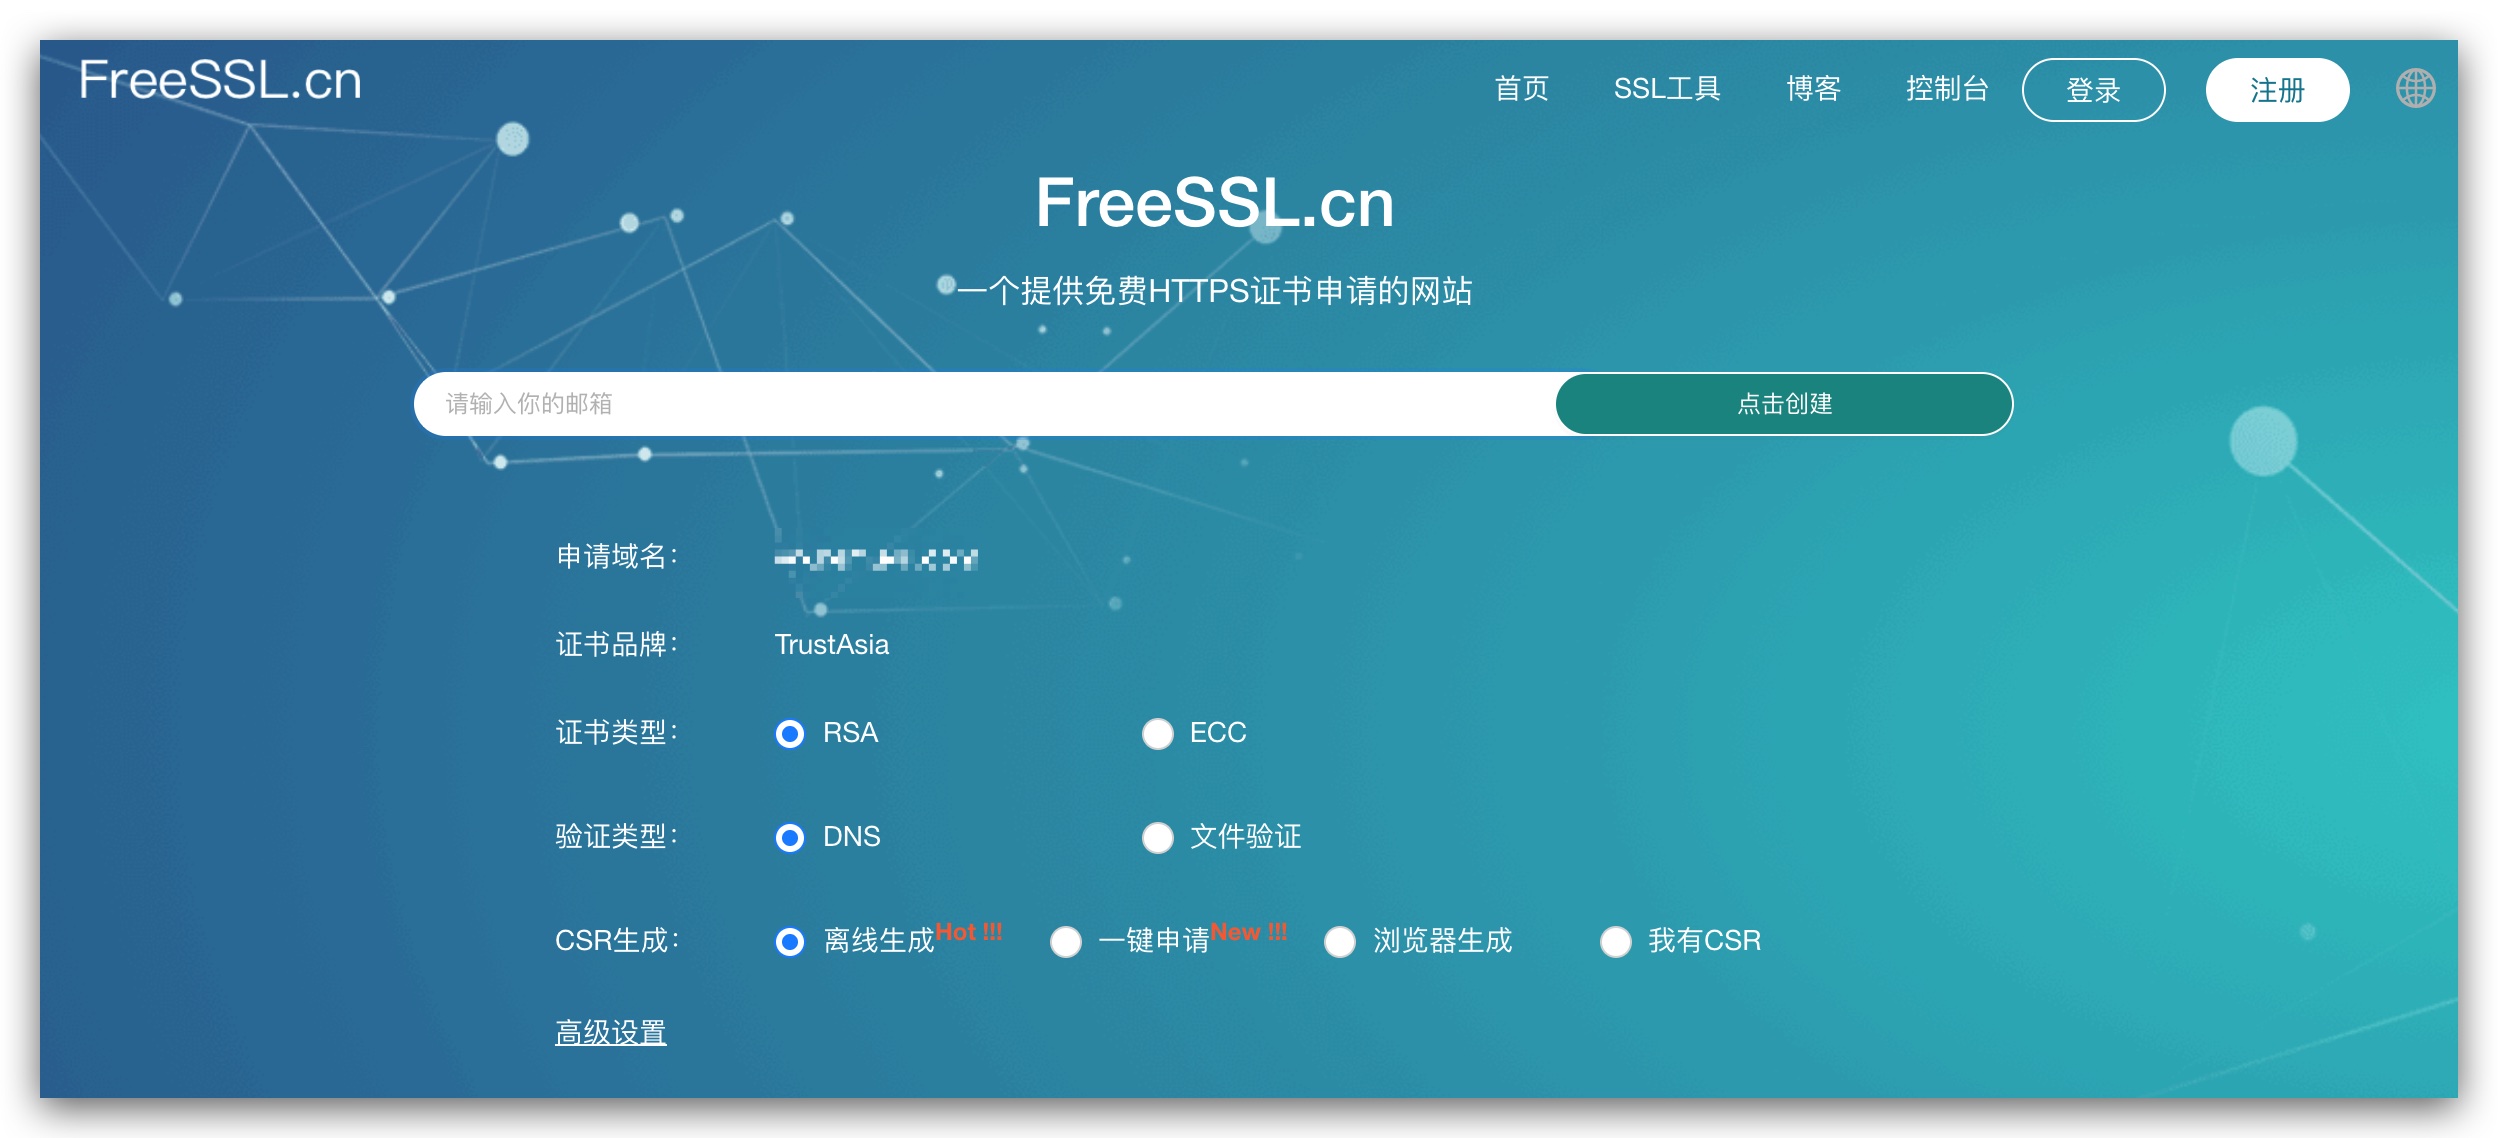 FreeSSL.cn
首页 SSL工具 博客 控制台 登录 注册
FreeSSL.cn
一个提供免费HTTPS证书申请的网站
请输入你的邮箱 点击创建
申请域名：
证书品牌： TrustAsia
证书类型： RSA ECC
验证类型： DNS 文件验证
CSR生成： 离线生成Hot !!! 一键申请New !!! 浏览器生成 我有CSR
高级设置